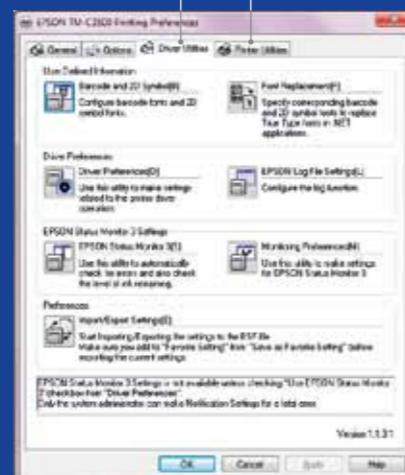 EPSON TM-C3500 Printing Preferences
General
Options
Driver Utilities
Printer Utilities
User Defined Information
Barcode and 2D Symbol(B)
Configure barcode fonts and 2D
symbol fonts.
Font Replacement(F)
Specify corresponding barcode
and 2D symbol fonts to replace
True Type fonts in .NET
applications.
Driver Preferences
Driver Preferences(D)
Use this utility to make settings
related to the printer driver
operation.
EPSON Log File Settings(L)
Configure the log function.
EPSON Status Monitor 3 Settings
EPSON Status Monitor 3(S)
Use this utility to automatically
check for errors and also check
the level of ink remaining.
Monitoring Preferences(M)
Use this utility to make settings
for EPSON Status Monitor 3.
Preferences
Import/Export Settings(E)
Start Importing/Exporting the settings to the BSF file
Make sure you add to "Favorite Setting" from "Save as Favorite Setting" before
exporting the current settings
EPSON Status Monitor 3 Settings is not available unless checking "Use EPSON Status Monitor
3" checkbox from "Driver Preferences".
Only the system administrator can make Notification Settings for a total error.
Version 1.1.3.1
OK
Cancel
Apply
Help